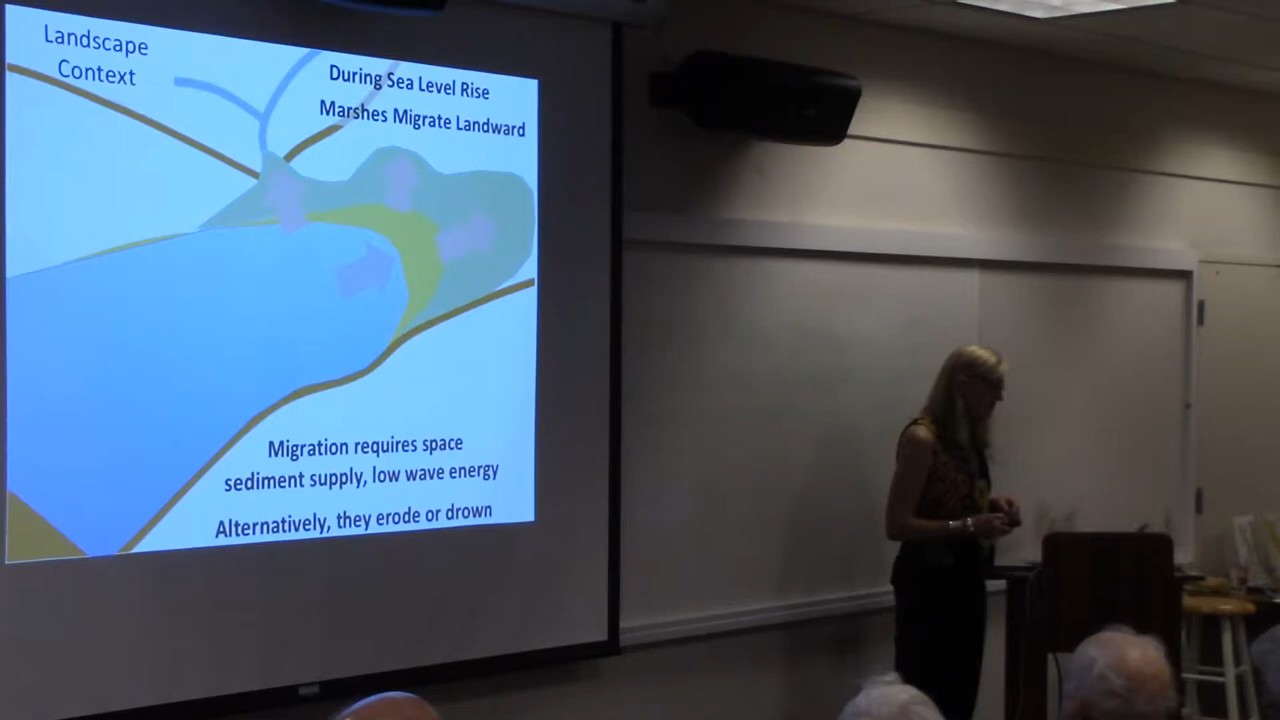 Landscape
Context
During Sea Level Rise
Marshes Migrate Landward
Migration requires space
sediment supply, low wave energy
Alternatively, they erode or drown